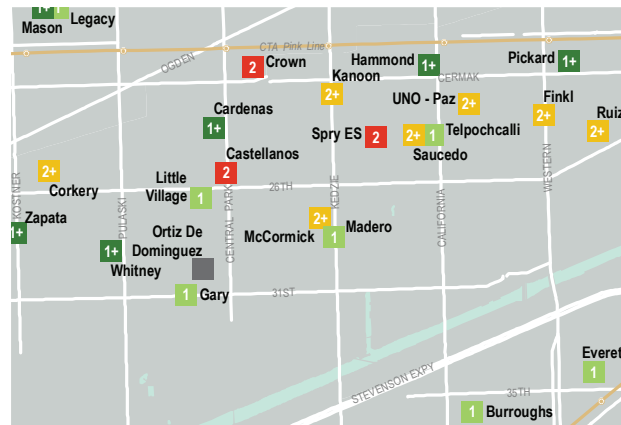 1+
1
Mason
Legacy
CTA Pink Line
OGDEN
2
Crown
Hammond
1+
Pickard
1+
CERMAK
Kanoon
2+
UNO - Paz
2+
Finkl
2+
Ruiz
2+
Cardenas
1+
Spry ES
2
2+
1
Telpochcalli
Saucedo
Castellanos
2
2+
Corkery
Little
Village
1
26TH
KOSTNER
PULASKI
CENTRAL PARK
KEDZIE
CALIFORNIA
WESTERN
Zapata
1+
1+
Whitney
Ortiz De
Dominguez
2+
McCormick
1
Madero
1
Gary
31ST
STEVENSON EXPY
Everet
1
35TH
1
Burroughs